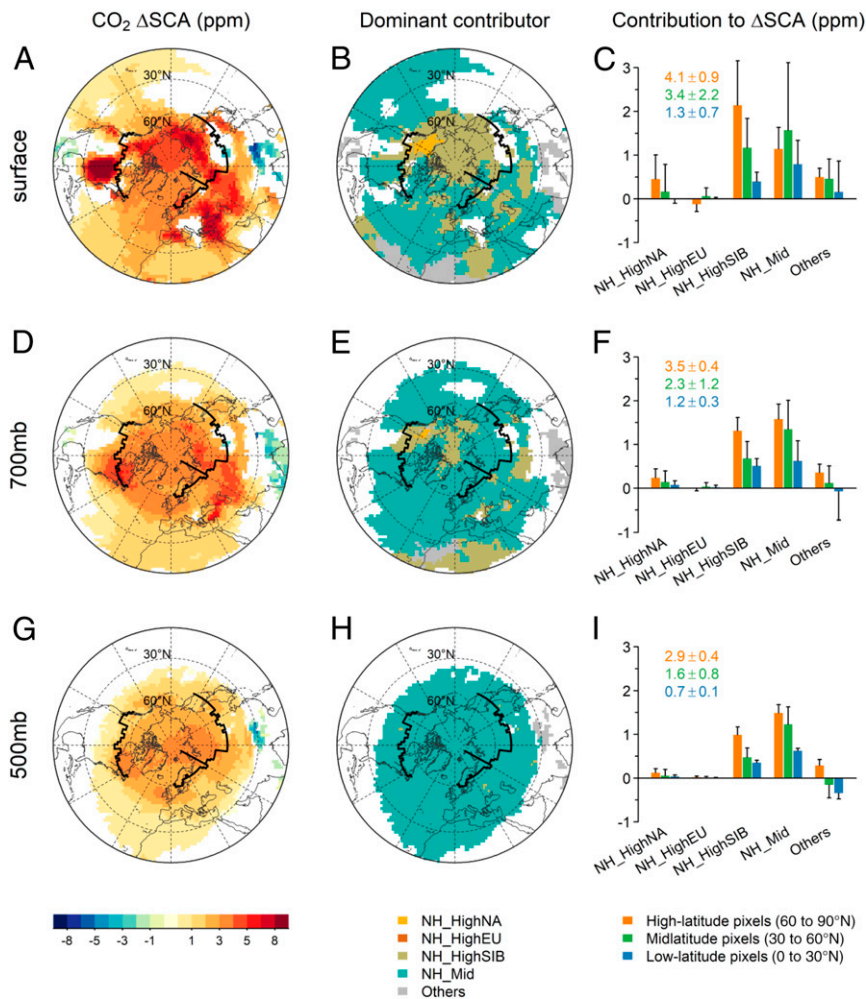 CO₂ ΔSCA (ppm)
Dominant contributor
Contribution to ΔSCA (ppm)
surface
A
30°N
60°N
B
30°N
60°N
C
3
2
1
0
-1
4.1±0.9
3.4±2.2
1.3±0.7
NH_HighNA
NH_HighEU
NH_HighSIB
NH_Mid
Others
700mb
D
30°N
60°N
E
30°N
60°N
F
3
2
1
0
-1
3.5±0.4
2.3±1.2
1.2±0.3
NH_HighNA
NH_HighEU
NH_HighSIB
NH_Mid
Others
500mb
G
30°N
60°N
H
30°N
60°N
I
3
2
1
0
-1
2.9±0.4
1.6±0.8
0.7±0.1
NH_HighNA
NH_HighEU
NH_HighSIB
NH_Mid
Others
-8 -5 -3 -1 1 3 5 8
NH_HighNA
NH_HighEU
NH_HighSIB
NH_Mid
Others
High-latitude pixels (60 to 90°N)
Midlatitude pixels (30 to 60°N)
Low-latitude pixels (0 to 30°N)